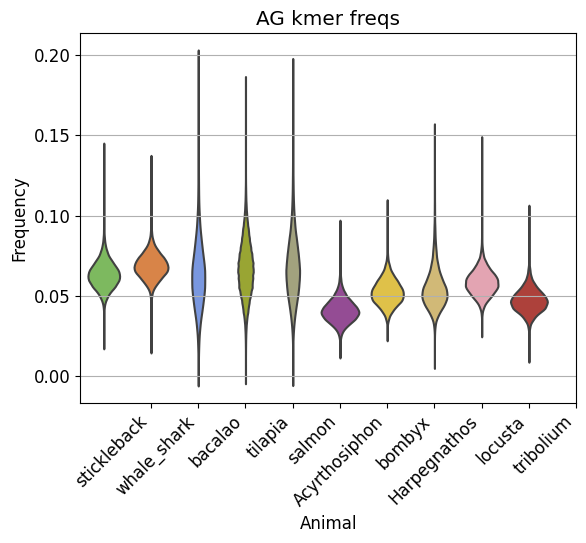 AG kmer freqs
0.20
0.15
0.10
0.05
0.00
Frequency
stickleback
whale_shark
bacalao
tilapia
salmon
Acyrthosiphon
bombyx
Harpegnathos
locusta
tribolium
Animal